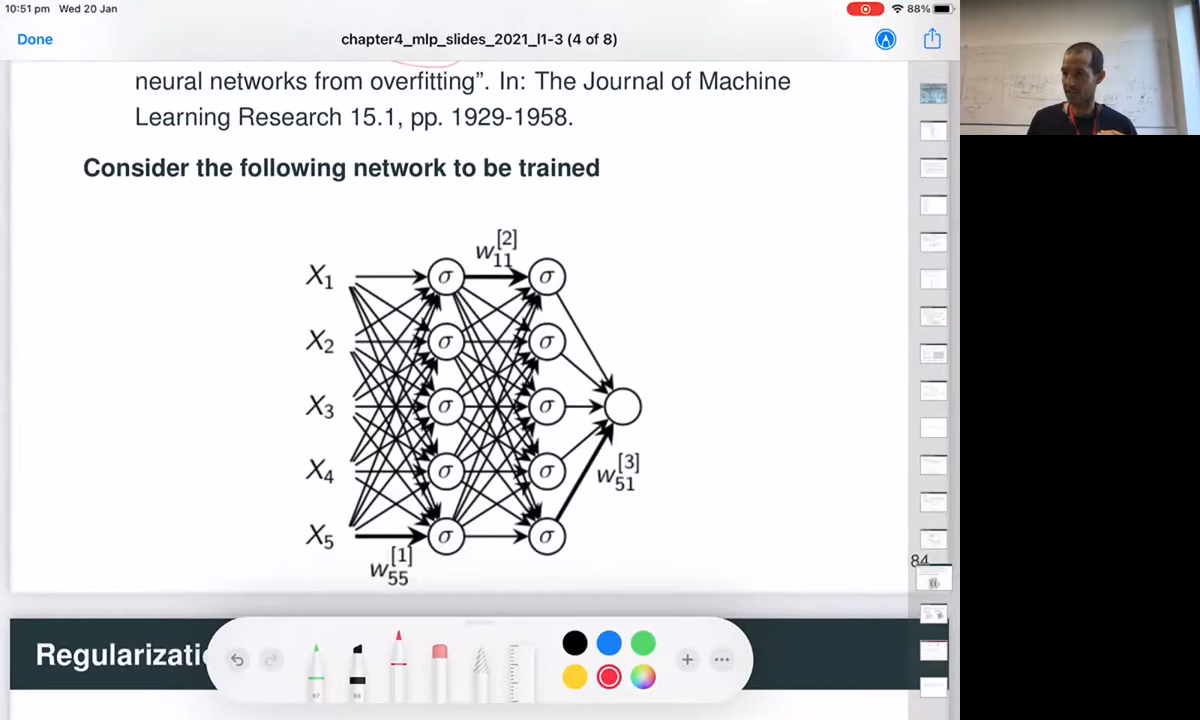 10:51 pm Wed 20 Jan
88%
Done
chapter4_mlp_slides_2021_l1-3 (4 of 8)
neural networks from overfitting”. In: The Journal of Machine
Learning Research 15.1, pp. 1929-1958.
Consider the following network to be trained
w[2]11
X1 σ σ
X2 σ σ
X3 σ σ
X4 σ σ
w[3]51
X5 σ σ
w[1]55
84
Regularizati
97 98